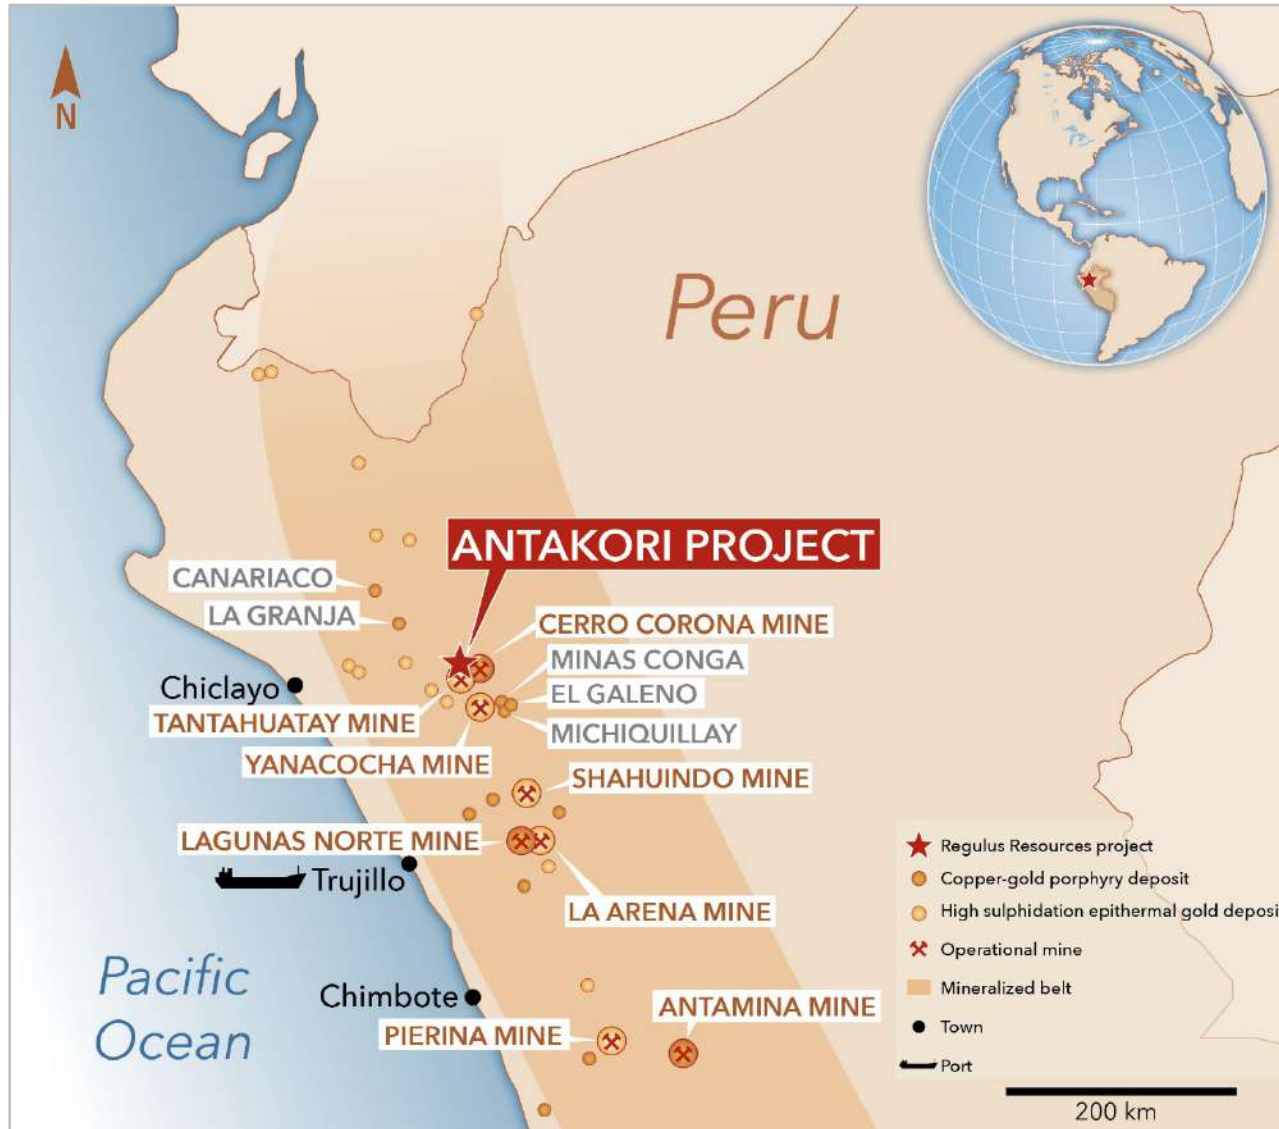 N
Peru
ANTAKORI PROJECT
CANARIACO
LA GRANJA
CERRO CORONA MINE
MINAS CONGA
Chiclayo
EL GALENO
TANTAHUATAY MINE
MICHIQUILLAY
YANACOCHA MINE
SHAHUINDO MINE
LAGUNAS NORTE MINE
Trujillo
LA ARENA MINE
Pacific
Ocean
Chimbote
ANTAMINA MINE
PIERINA MINE
Regulus Resources project
Copper-gold porphyry deposit
High sulphidation epithermal gold deposi
Operational mine
Mineralized belt
Town
Port
200 km